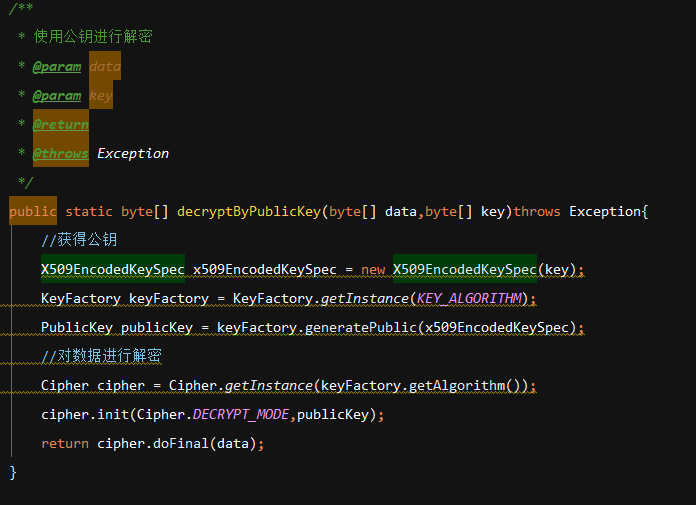 /**
 * 使用公钥进行解密
 * @param data
 * @param key
 * @return
 * @throws Exception
 */
public static byte[] decryptByPublicKey(byte[] data,byte[] key)throws Exception{
    //获得公钥
    X509EncodedKeySpec x509EncodedKeySpec = new X509EncodedKeySpec(key);
    KeyFactory keyFactory = KeyFactory.getInstance(KEY_ALGORITHM);
    PublicKey publicKey = keyFactory.generatePublic(x509EncodedKeySpec);
    //对数据进行解密
    Cipher cipher = Cipher.getInstance(keyFactory.getAlgorithm());
    cipher.init(Cipher.DECRYPT_MODE,publicKey);
    return cipher.doFinal(data);
}